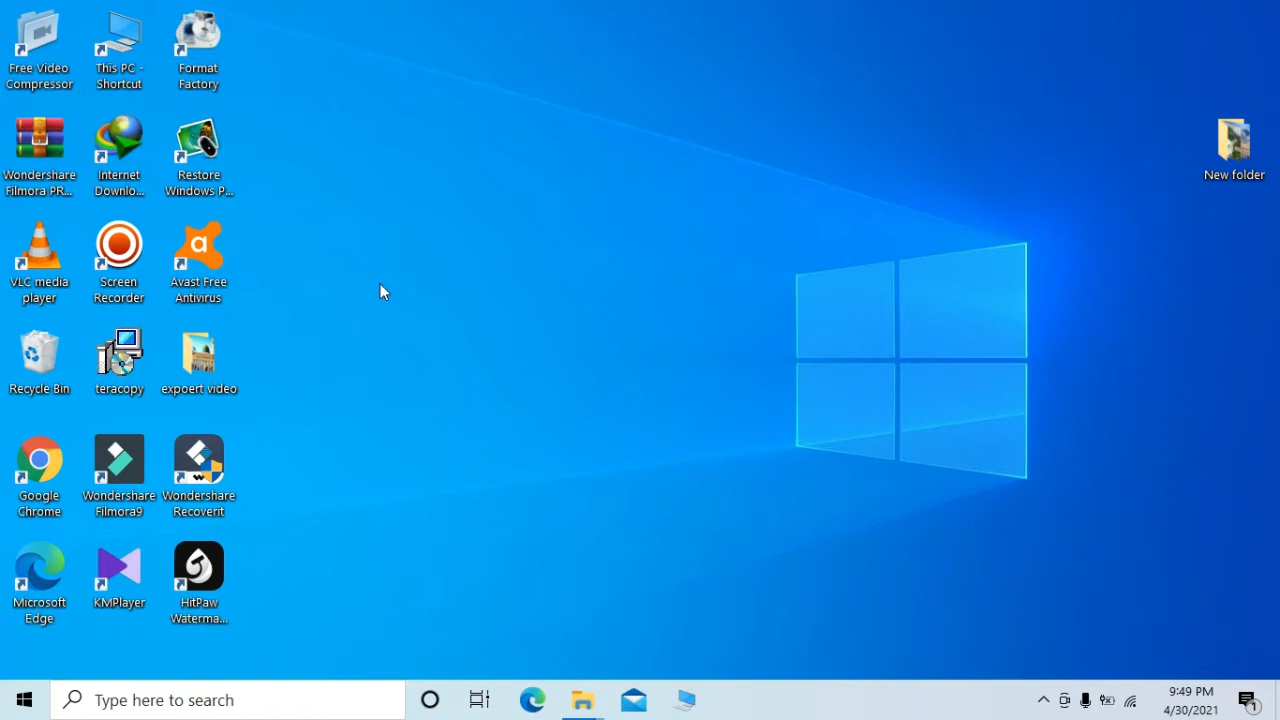 Free Video
Compressor
This PC -
Shortcut
Format
Factory
Wondershare
Filmora PR...
Internet
Downlo...
Restore
Windows P...
New folder
VLC media
player
Screen
Recorder
Avast Free
Antivirus
Recycle Bin
teracopy
expoert video
Google
Chrome
Wondershare
Filmora9
Wondershare
Recoverit
Microsoft
Edge
KMPlayer
HitPaw
Waterma...
Type here to search
9:49 PM
4/30/2021
1